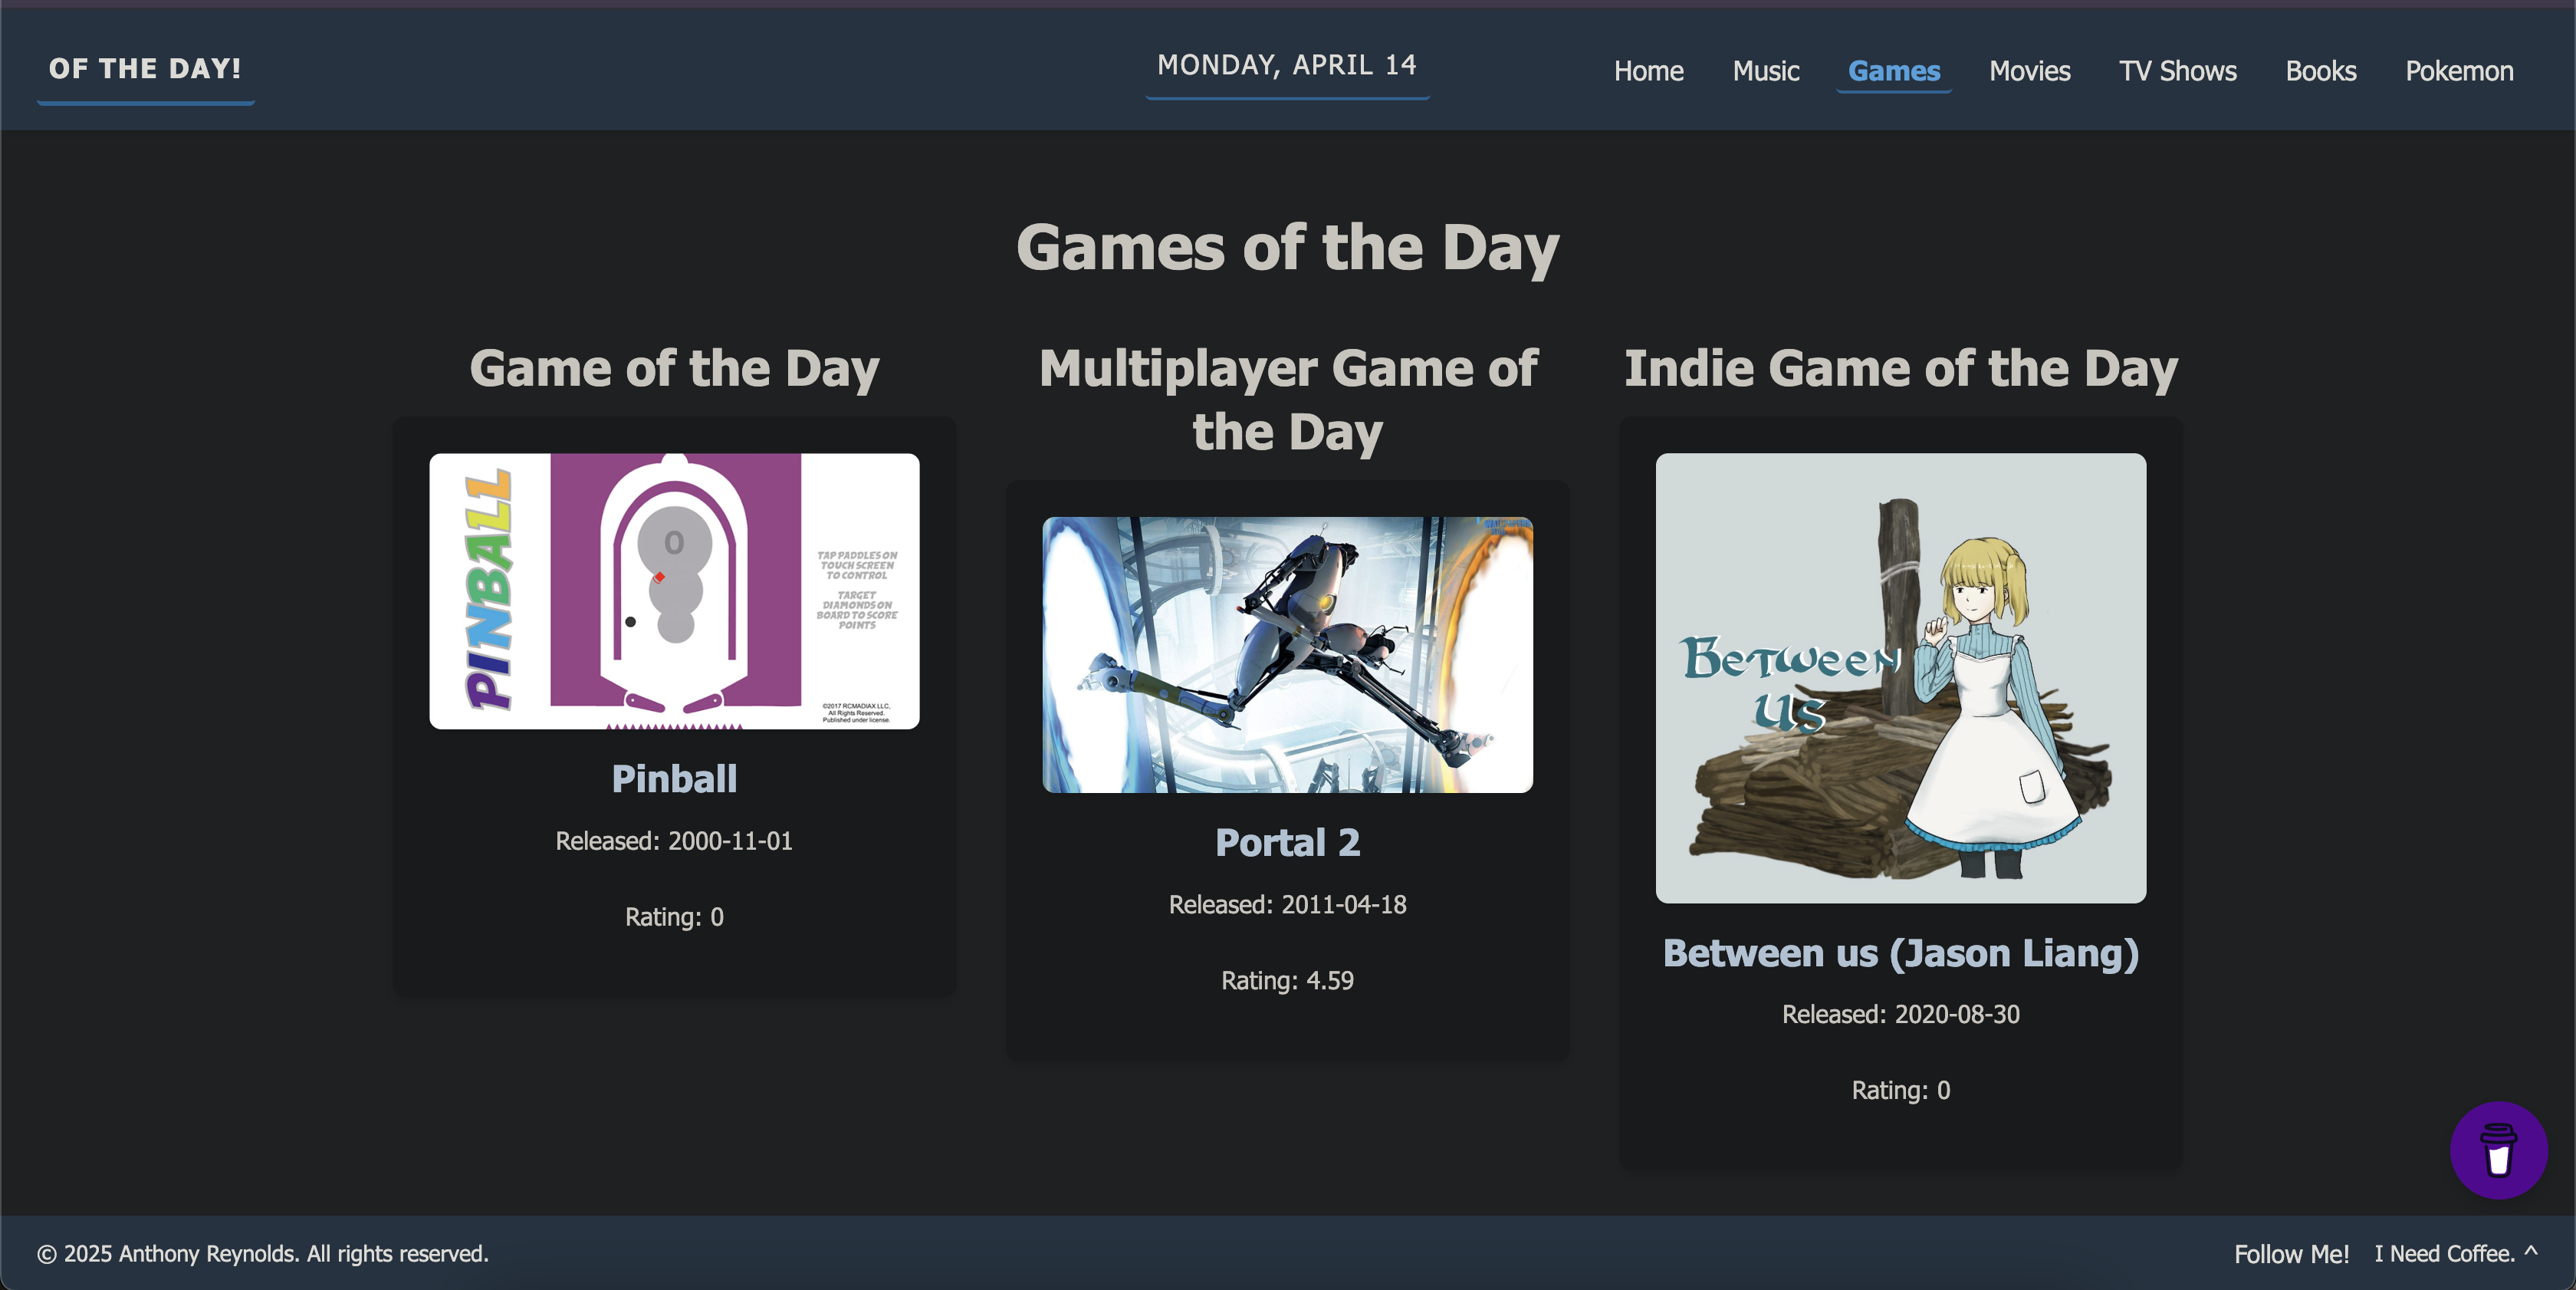 OF THE DAY!
MONDAY, APRIL 14
Home Music Games Movies TV Shows Books Pokemon
Games of the Day
Game of the Day
PINBALL
0
TAP PADDLES ON
TOUCH SCREEN
TO CONTROL
TARGET
DIAMONDS ON
BOARD TO SCORE
POINTS
©2017 RCMADIAX LLC,
All Rights Reserved.
Published under license.
Pinball
Released: 2000-11-01
Rating: 0
Multiplayer Game of
the Day
Portal 2
Released: 2011-04-18
Rating: 4.59
Indie Game of the Day
Between
Us
Between us (Jason Liang)
Released: 2020-08-30
Rating: 0
© 2025 Anthony Reynolds. All rights reserved.
Follow Me! I Need Coffee. ^